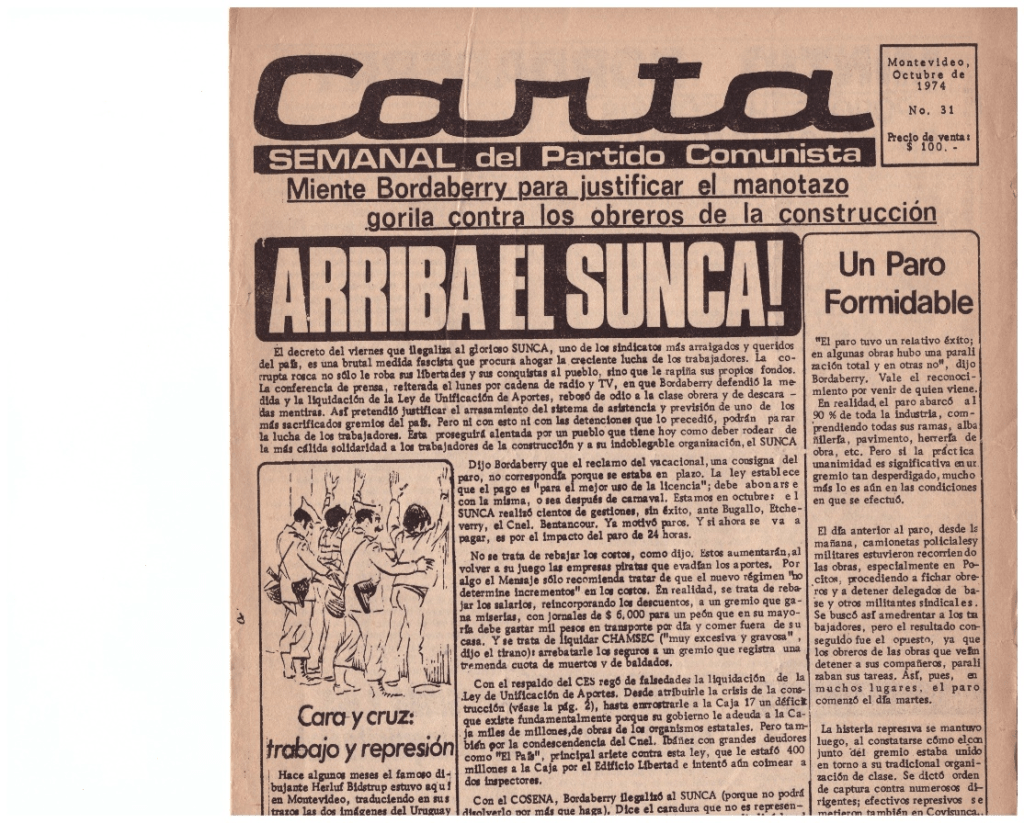 Carta
SEMANAL del Partido Comunista
Montevideo,
Octubre de
1974
No. 31
Precio de venta:
$ 100.-
Miente Bordaberry para justificar el manotazo
gorila contra los obreros de la construcción
ARRIBA EL SUNCA!
El decreto del viernes que ilegaliza al glorioso SUNCA, uno de los sindicatos más arraigados y queridos
del país, es una brutal medida fascista que procura ahogar la creciente lucha de los trabajadores. La co-
rrupta rosca no sólo le roba sus libertades y sus conquistas al pueblo, sino que le rapiña sus propios fondos.
La conferencia de prensa, reiterada el lunes por cadena de radio y TV, en que Bordaberry defendió la me-
dida y la liquidación de la Ley de Unificación de Aportes, rebosó de odio a la clase obrera y de descara -
das mentiras. Así pretendió justificar el arrasamiento del sistema de asistencia y previsión de uno de los
más sacrificados gremios del país. Pero ni con esto ni con las detenciones que lo precedió, podrán parar
la lucha de los trabajadores. Esta proseguirá alentada por un pueblo que tiene hoy como deber rodear de
la más cálida solidaridad a los trabajadores de la construcción y a su indoblegable organización, el SUNCA
Dijo Bordaberry que el reclamo del vacacional, una consigna del
paro, no correspondía porque se estaba en plazo. La ley establece
que el pago es "para el mejor uso de la licencia"; debe abonarse
con la misma, o sea después de carnaval. Estamos en octubre: el
SUNCA realizó cientos de gestiones, sin éxito, ante Bugallo, Etche-
verry, el Cnel. Bentancour. Ya motivó paros. Y si ahora se va a
pagar, es por el impacto del paro de 24 horas.
No se trata de rebajar los costos, como dijo. Estos aumentarán, al
volver a su juego las empresas piratas que evadían los aportes. Por
algo el Mensaje sólo recomienda tratar de que el nuevo régimen "no
determine incrementos" en los costos. En realidad, se trata de reba-
jar los salarios, reincorporando los descuentos, a un gremio que ga-
na miserias, con jornales de $ 6,000 para un peón que en su mayo-
ría debe gastar mil pesos en transporte por día y comer fuera de su
casa. Y se trata de liquidar CHAMSEC ("muy excesiva y gravosa" ,
dijo el tirano): arrebatarle los seguros a un gremio que registra una
tremenda cuota de muertos y de baldados.
Con el respaldo del CES regó de falsedades la liquidación de la
Ley de Unificación de Aportes. Desde atribuirle la crisis de la cons-
trucción (véase la pág. 2), hasta enrostrarle a la Caja 17 un déficit
que existe fundamentalmente porque su gobierno le adeuda a la Ca-
ja miles de millones, de obras de los organismos estatales. Pero tam-
bién por la condescendencia del Cnel. Ibáñez con grandes deudores
como "El País", principal ariete contra esta ley, que le estafó 400
millones a la Caja por el Edificio Libertad e intentó aún coimear a
dos inspectores.
Con el COSENA, Bordaberry ilegalizó al SUNCA (porque no podrá
disolverlo por más que haga). Dice el caradura que no es represen-
Cara y cruz:
trabajo y represión
Hace algunos meses el famoso di-
bujante Herluf Bidstrup estuvo aquí
en Montevideo, traduciendo en sus
trazos las dos imágenes del Uruguay
Un Paro
Formidable
"El paro tuvo un relativo éxito;
en algunas obras hubo una parali
zación total y en otras no", dijo
Bordaberry. Vale el reconoci-
miento por venir de quien viene.
En realidad, el paro abarcó al
90 % de toda la industria, com-
prendiendo todas sus ramas, alba
ñilería, pavimento, herrería de
obra, etc. Pero si la práctica
unanimidad es significativa en un
gremio tan desperdigado, mucho
más lo es aún en las condiciones
en que se efectuó.
El día anterior al paro, desde la
mañana, camionetas policiales y
militares estuvieron recorriendo
las obras, especialmente en Po-
citos, procediendo a fichar obre-
ros y a detener delegados de ba-
se y otros militantes sindicales.
Se buscó así amedrentar a los tra
bajadores, pero el resultado con-
seguido fue el opuesto, ya que
los obreros de las obras que veían
detener a sus compañeros, parali
zaban sus tareas. Así, pues, en
muchos lugares, el paro
comenzó el día martes.
La histeria represiva se mantuvo
luego, al constatarse cómo el con
junto del gremio estaba unido
en torno a su tradicional organi-
zación de clase. Se dictó orden
de captura contra numerosos di-
rigentes; efectivos represivos se
metieron también en Covisunca,